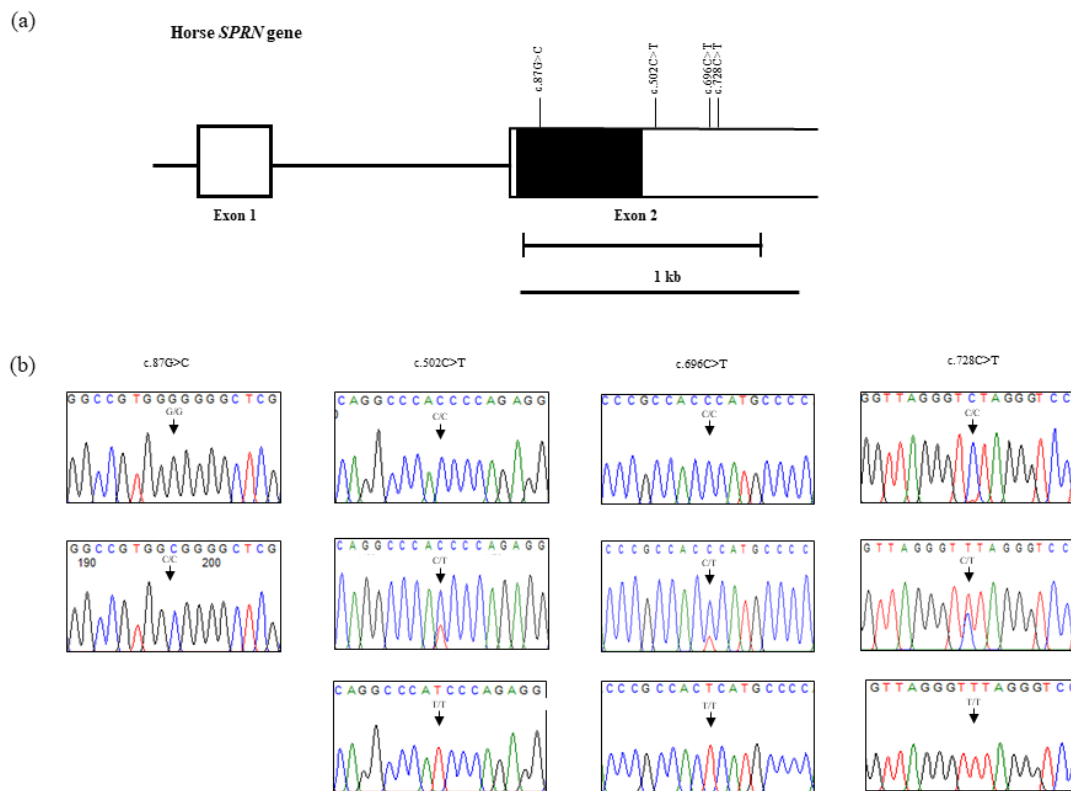 (a)
Horse SPRN gene
c.87G>C
c.502C>T
c.696C>T
c.728C>T
Exon 1
Exon 2
1 kb
(b)
c.87G>C
c.502C>T
c.696C>T
c.728C>T
GGCCGTGGGGGGGCTCG
G/G
CAGGCCCACCCCAGAGG
C/C
CCCGCCACCCATGCCCC
C/C
GGTTAGGGTCTAGGGTCC
C/C
GGCCGTGGCGGGGCTCG
190
C/C
200
CAGGCCCACCCCAGAGG
C/T
CCCGCCACCCATGCCCC
C/T
GTTAGGGTTTAGGGTCC
C/T
CAGGCCCATCCCAGAGG
T/T
CCCGCCACTCATGCCCC
T/T
GTTAGGGTTTAGGGTC
T/T